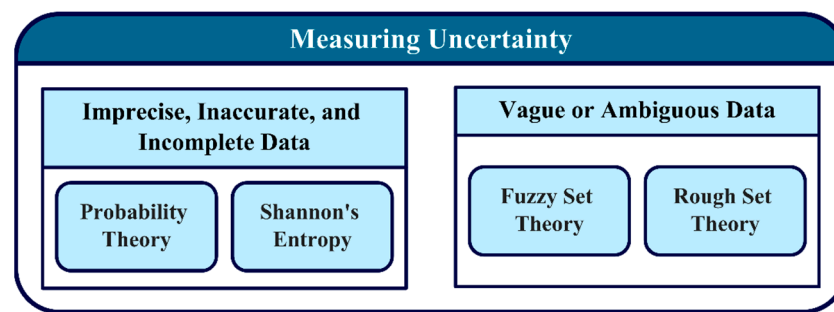 Measuring Uncertainty
Imprecise, Inaccurate, and
Incomplete Data
Probability
Theory
Shannon's
Entropy
Vague or Ambiguous Data
Fuzzy Set
Theory
Rough Set
Theory